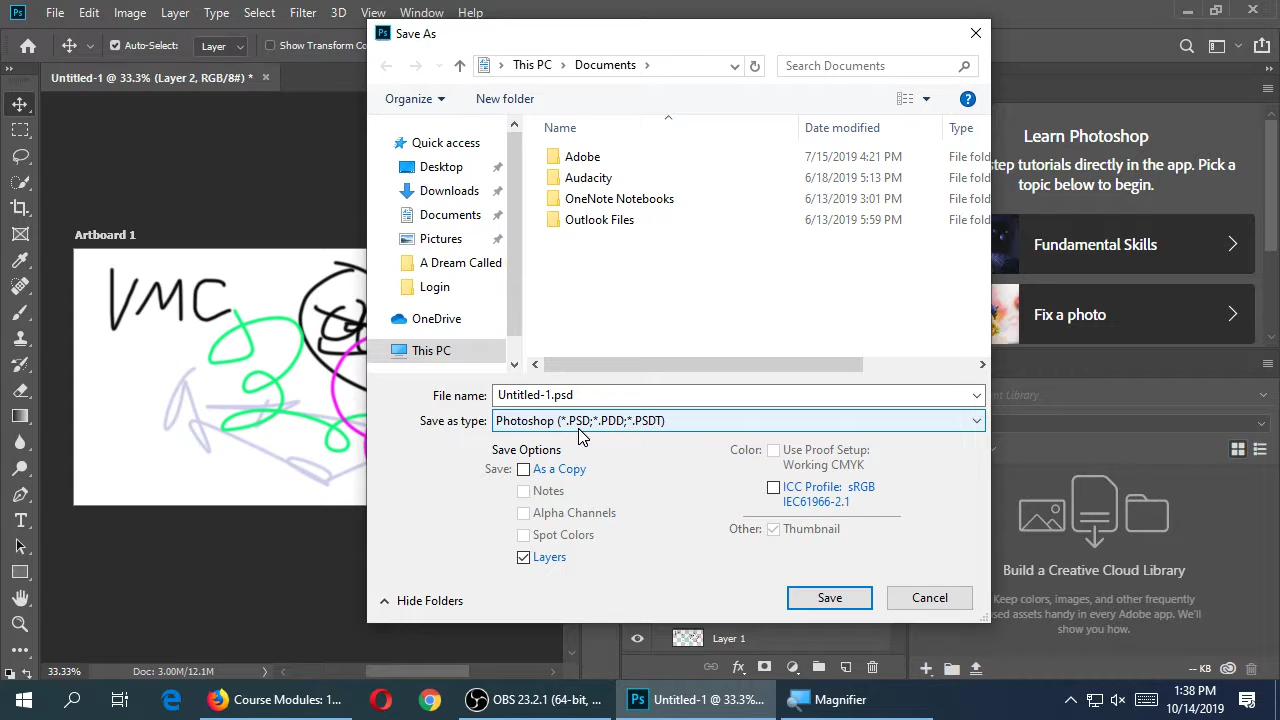 Ps File Edit Image Layer Type Select Filter 3D View Window Help
Auto-Select: Layer Show Transform Co
Untitled-1 @ 33.3% (Layer 2, RGB/8#) * ×
Artboard 1
VMC
Ps Save As
This PC > Documents >
Search Documents
Organize New folder
Quick access
Desktop
Downloads
Documents
Pictures
A Dream Called
Login
OneDrive
This PC
Name Date modified Type
Adobe 7/15/2019 4:21 PM File fold
Audacity 6/18/2019 5:13 PM File fold
OneNote Notebooks 6/13/2019 3:01 PM File fold
Outlook Files 6/13/2019 5:59 PM File fold
File name: Untitled-1.psd
Save as type: Photoshop (*.PSD;*.PDD;*.PSDT)
Save Options
Save: As a Copy
Notes
Alpha Channels
Spot Colors
Layers
Color: Use Proof Setup:
Working CMYK
ICC Profile: sRGB
IEC61966-2.1
Other: Thumbnail
Hide Folders
Save Cancel
Learn Photoshop
step tutorials directly in the app. Pick a
topic below to begin.
Fundamental Skills
Fix a photo
rent Library
Build a Creative Cloud Library
Keep colors, images, and other frequently
used assets handy in every Adobe app. We'll
show you how.
-- KB
Layer 1
33.33% Doc: 3.00M/12.1M
Course Modules: 1...
OBS 23.2.1 (64-bit, ...
Ps Untitled-1 @ 33.3%...
Magnifier
1:38 PM
10/14/2019